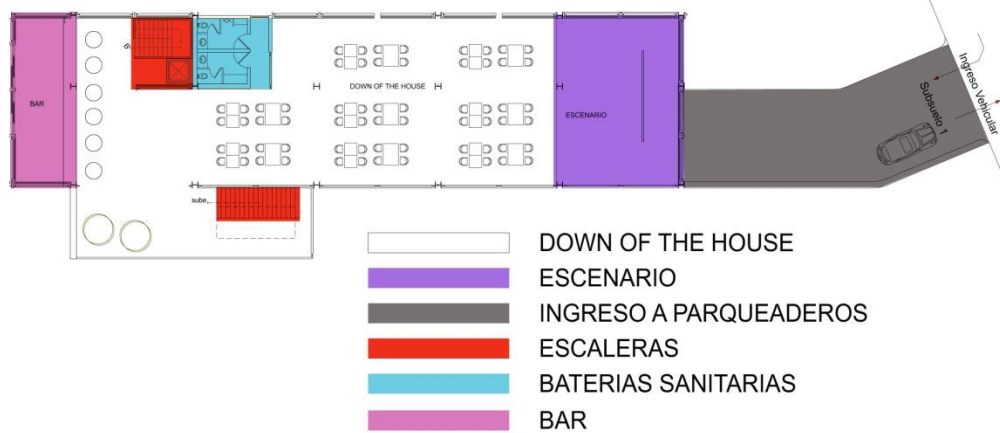 BAR
DOWN OF THE HOUSE
ESCENARIO
Ingreso Vehicular
Subsuelo 1
sube
DOWN OF THE HOUSE
ESCENARIO
INGRESO A PARQUEADEROS
ESCALERAS
BATERIAS SANITARIAS
BAR